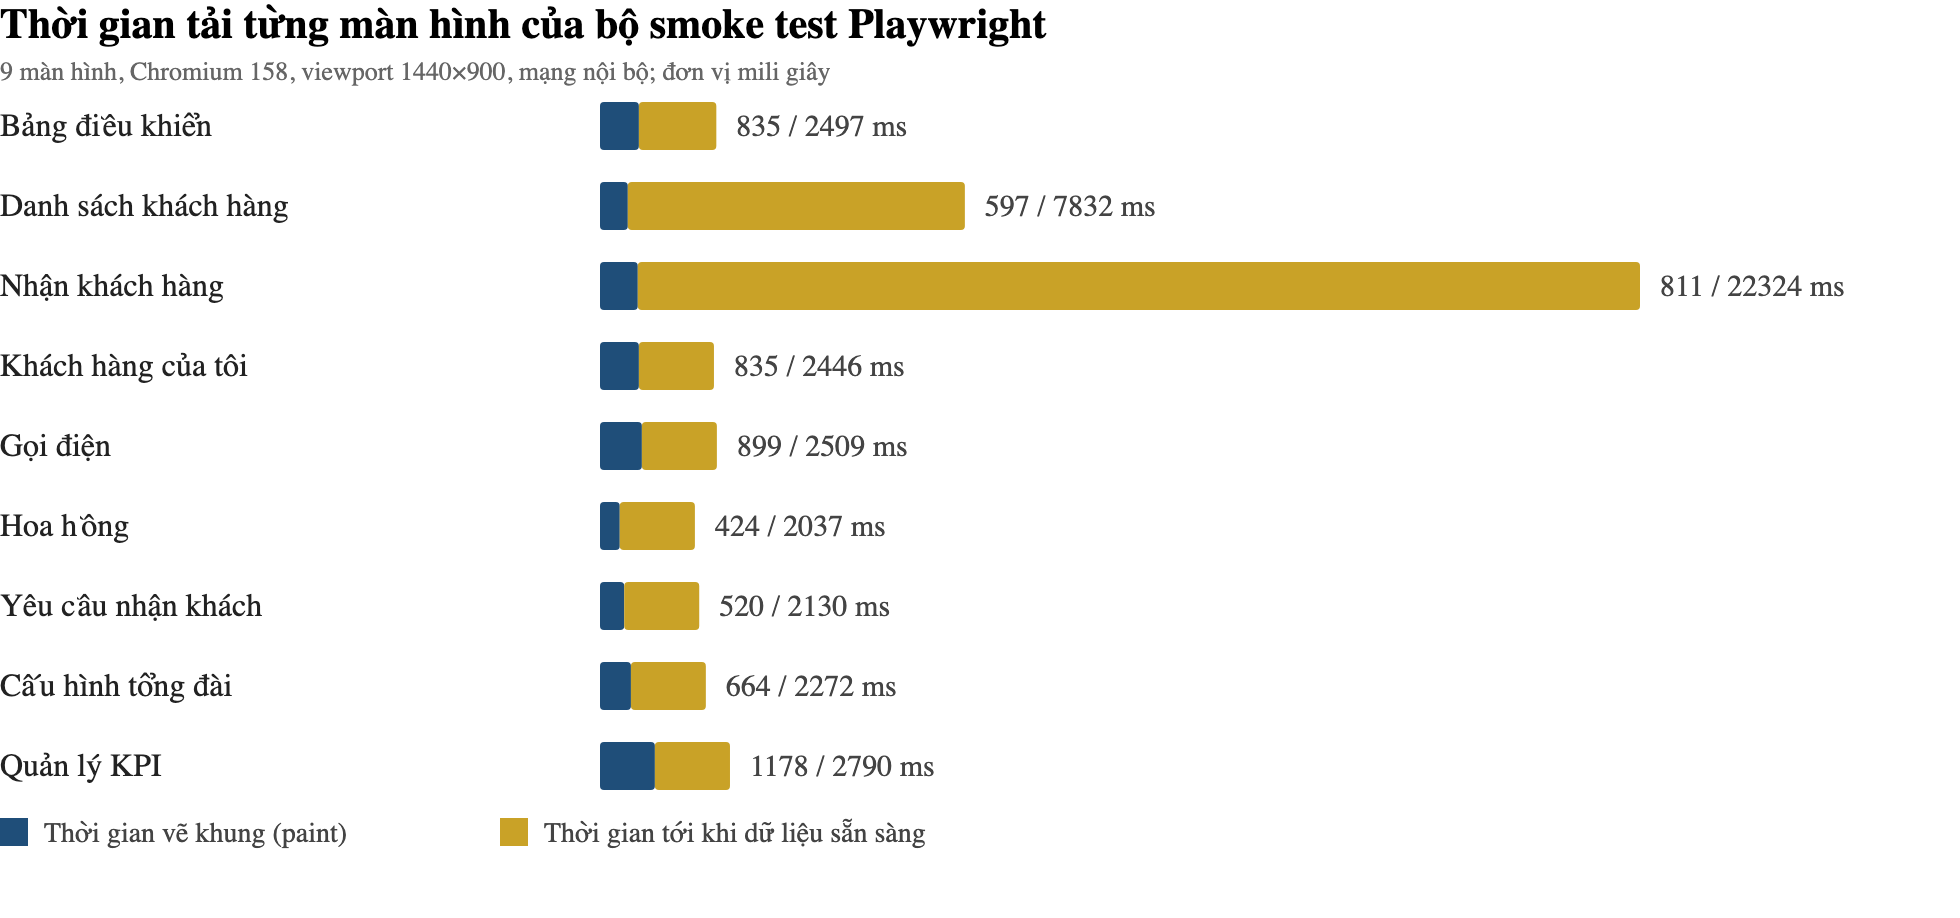 Thời gian tải từng màn hình của bộ smoke test Playwright
9 màn hình, Chromium 158, viewport 1440×900, mạng nội bộ; đơn vị mili giây
Bảng điều khiển 835 / 2497 ms
Danh sách khách hàng 597 / 7832 ms
Nhận khách hàng 811 / 22324 ms
Khách hàng của tôi 835 / 2446 ms
Gọi điện 899 / 2509 ms
Hoa hồng 424 / 2037 ms
Yêu cầu nhận khách 520 / 2130 ms
Cấu hình tổng đài 664 / 2272 ms
Quản lý KPI 1178 / 2790 ms
Thời gian vẽ khung (paint) Thời gian tới khi dữ liệu sẵn sàng